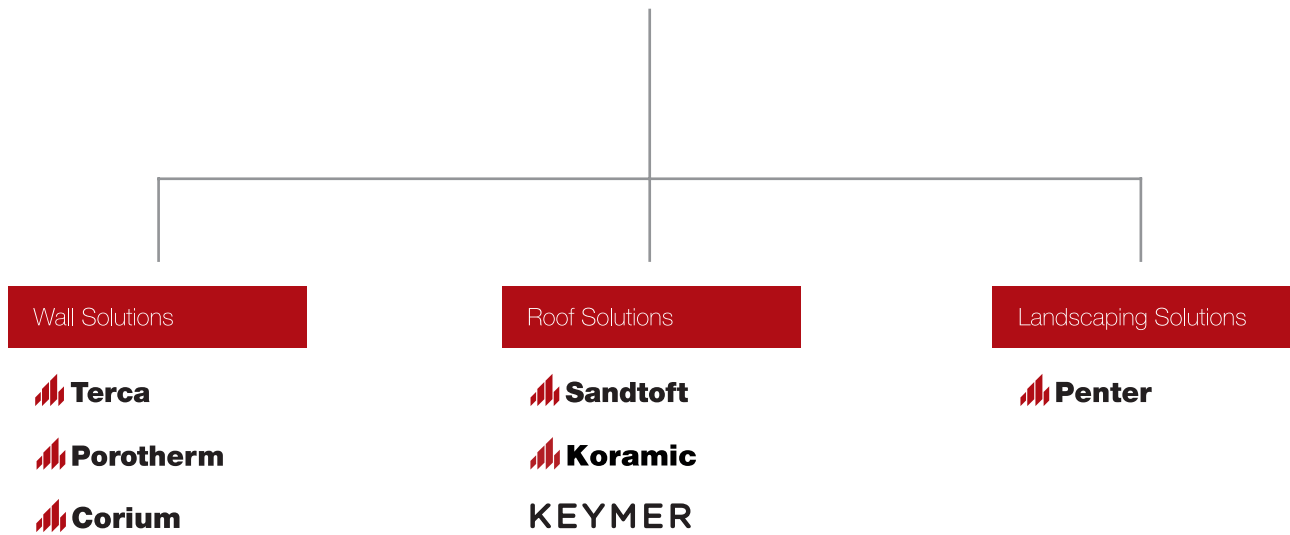 Wall Solutions
Terca
Porotherm
Corium
Roof Solutions
Sandtoft
Koramic
KEYMER
Landscaping Solutions
Penter